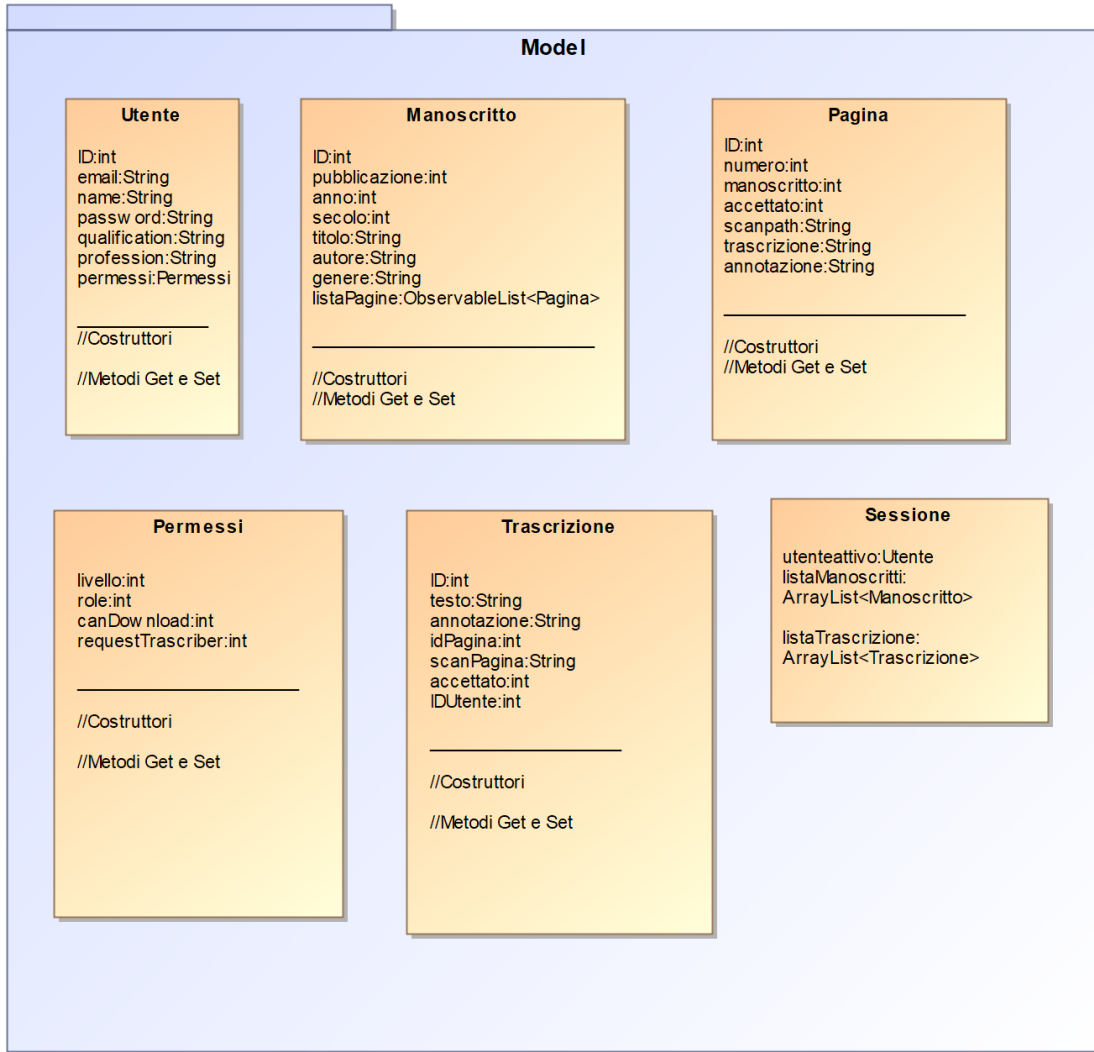 Model
Utente
ID:int
email:String
name:String
password:String
qualification:String
profession:String
permessi:Permessi
//Costruttori
//Metodi Get e Set
Manoscritto
ID:int
pubblicazione:int
anno:int
secolo:int
titolo:String
autore:String
genere:String
listaPagine:ObservableList<Pagina>
//Costruttori
//Metodi Get e Set
Pagina
ID:int
numero:int
manoscritto:int
accettato:int
scanpath:String
trascrizione:String
annotazione:String
//Costruttori
//Metodi Get e Set
Permessi
livello:int
role:int
canDownload:int
requestTrascriber:int
//Costruttori
//Metodi Get e Set
Trascrizione
ID:int
testo:String
annotazione:String
idPagina:int
scanPagina:String
accettato:int
IDUtente:int
//Costruttori
//Metodi Get e Set
Sessione
utenteattivo:Utente
listaManoscritti:
ArrayList<Manoscritto>
listaTrascrizione:
ArrayList<Trascrizione>